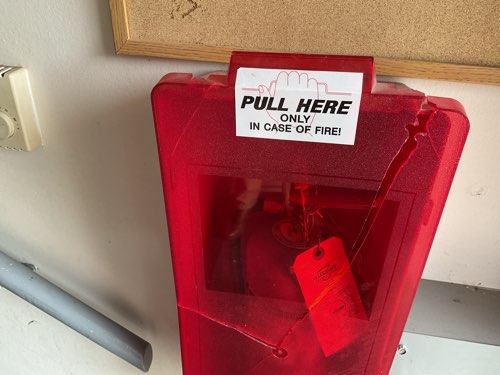 PULL HERE
ONLY
IN CASE OF FIRE!